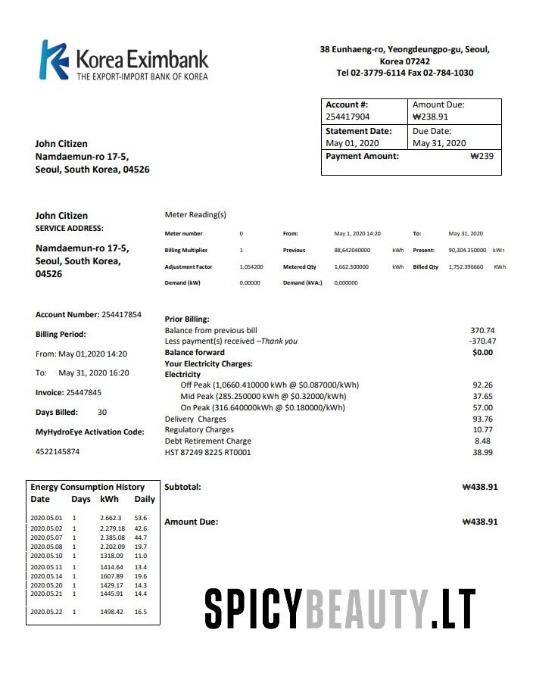 Korea Eximbank
THE EXPORT-IMPORT BANK OF KOREA
38 Eunhaeng-ro, Yeongdeungpo-gu, Seoul,
Korea 07242
Tel 02-3779-6114 Fax 02-784-1030
Account #: Amount Due:
254417904 ₩238.91
Statement Date: Due Date:
May 01, 2020 May 31, 2020
Payment Amount: ₩239
John Citizen
Namdaemun-ro 17-5,
Seoul, South Korea, 04526
John Citizen
SERVICE ADDRESS:
Namdaemun-ro 17-5,
Seoul, South Korea,
04526
Meter Reading(s)
Meter number 0 From: May 1, 2020 14:20 To: May 31, 2020
Billing Multiplier 1 Previous 88,642040000 kWh Present: 90,304.350000 kWh
Adjustment Factor 1.054200 Metered Qty 1,662.300000 kWh Billed Qty 1,752.396660 KWh
Demand (kW) 0.00000 Demand (kVA:) 0,000000
Account Number: 254417854
Billing Period:
From: May 01,2020 14:20
To: May 31, 2020 16:20
Invoice: 25447845
Days Billed: 30
MyHydroEye Activation Code:
4522145874
Prior Billing:
Balance from previous bill 370.74
Less payment(s) received –Thank you -370.47
Balance forward $0.00
Your Electricity Charges:
Electricity
Off Peak (1,0660.410000 kWh @ $0.087000/kWh) 92.26
Mid Peak (285.250000 kWh @ $0.32000/kWh) 37.65
On Peak (316.640000kWh @ $0.180000/kWh) 57.00
Delivery Charges 93.76
Regulatory Charges 10.77
Debt Retirement Charge 8.48
HST 87249 8225 RT0001 38.99
Energy Consumption History
Date Days kWh Daily
2020.05.01 1 2.662.3 53.6
2020.05.02 1 2.279.18 42.6
2020.05.07 1 2.385.08 44.7
2020.05.08 1 2.202.09 19.7
2020.05.10 1 1318.09 11.0
2020.05.11 1 1414.64 13.4
2020.05.14 1 1607.89 19.6
2020.05.20 1 1429.17 14.3
2020.05.21 1 1445.91 14.4
2020.05.22 1 1498.42 16.5
Subtotal: ₩438.91
Amount Due: ₩438.91
SPICYBEAUTY.LT